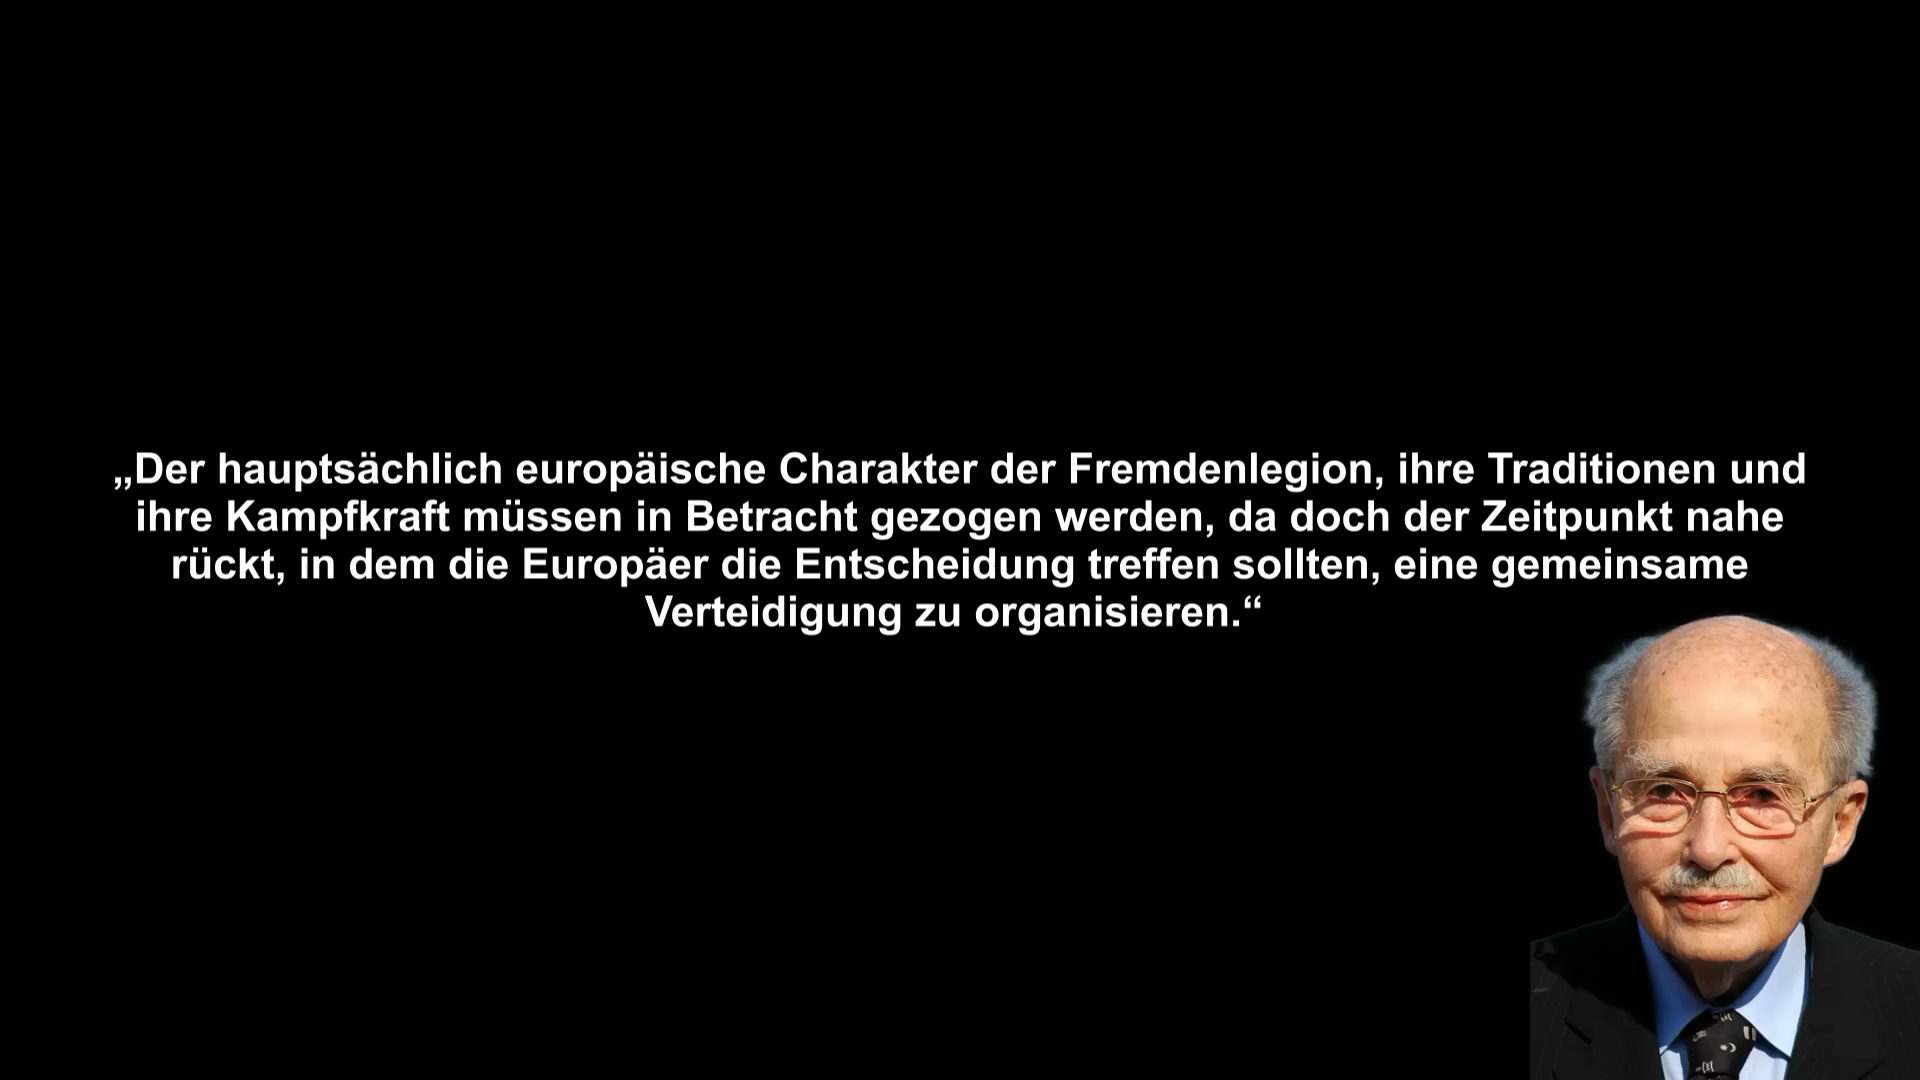 „Der hauptsächlich europäische Charakter der Fremdenlegion, ihre Traditionen und
ihre Kampfkraft müssen in Betracht gezogen werden, da doch der Zeitpunkt nahe
rückt, in dem die Europäer die Entscheidung treffen sollten, eine gemeinsame
Verteidigung zu organisieren.“